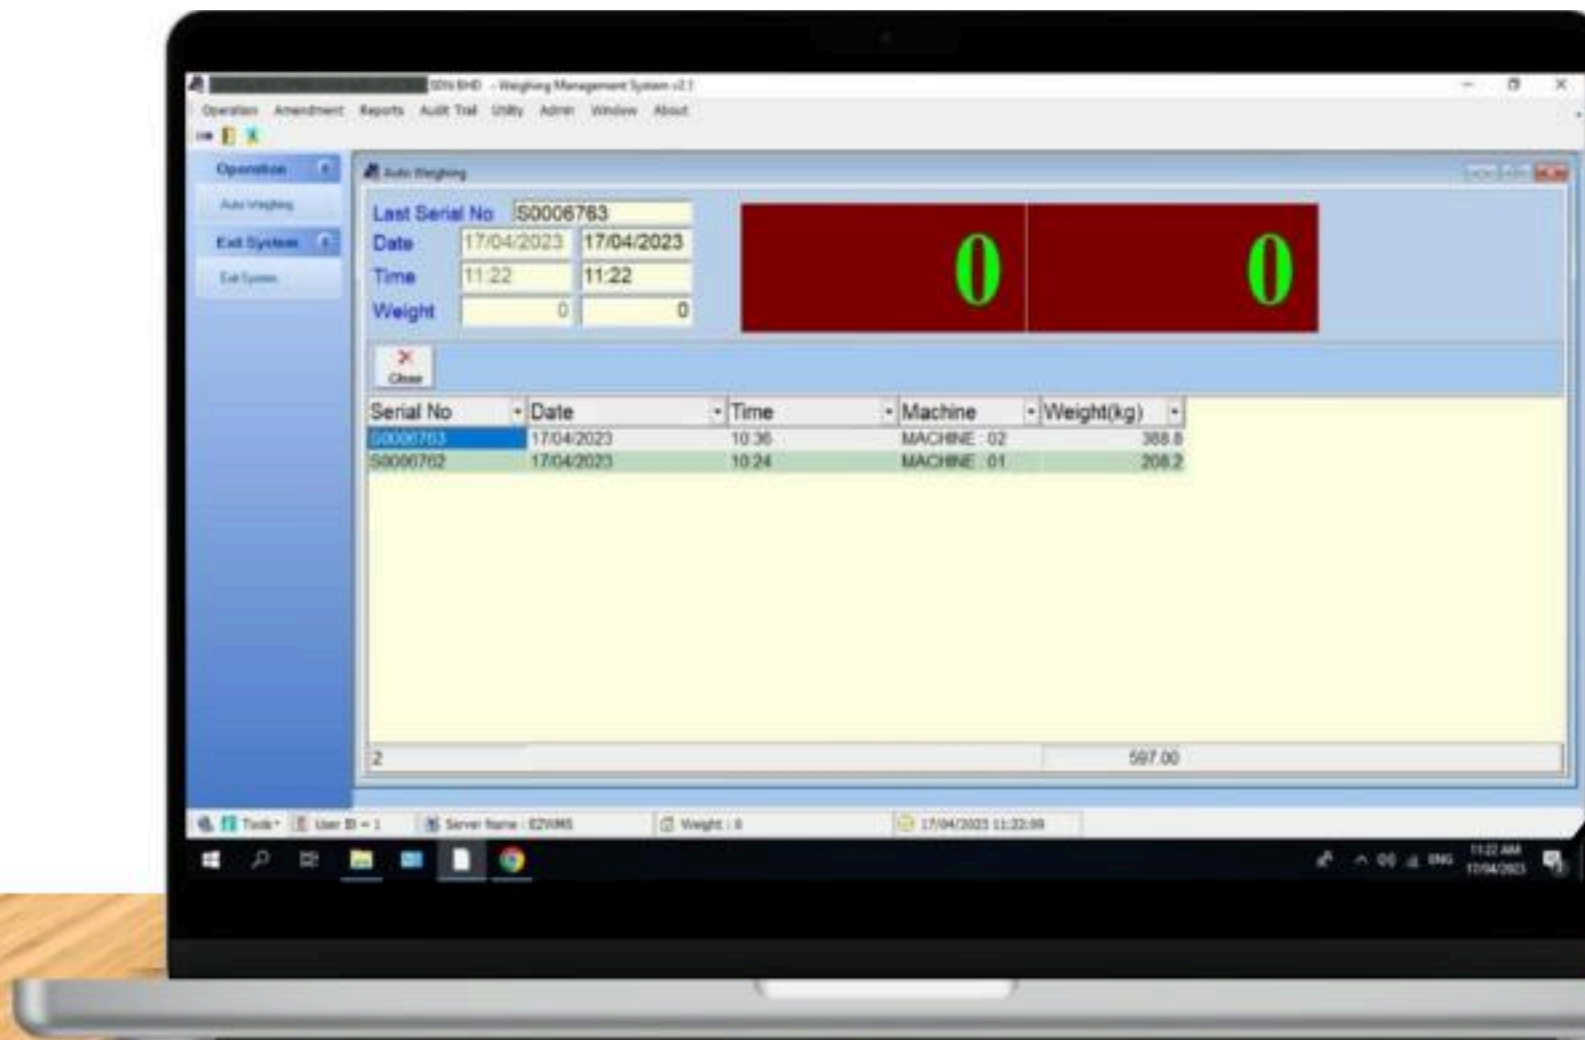 SDN BHD - Weighing Management System v2.1
Operation Amendment Reports Audit Trail Utility Admin Window About
Operation
Auto Weighing
Exit System
Exit System
Auto Weighing
Last Serial No S0006763
Date 17/04/2023 17/04/2023
Time 11:22 11:22
Weight 0 0
0 0
Close
Serial No Date Time Machine Weight(kg)
S0006763 17/04/2023 10:36 MACHINE : 02 388.8
S0006762 17/04/2023 10:24 MACHINE : 01 208.2
2 597.00
Tools User ID = 1 Server Name : EZWMS Weight : 0 17/04/2023 11:22:09
ENG 11:22 AM
17/04/2023